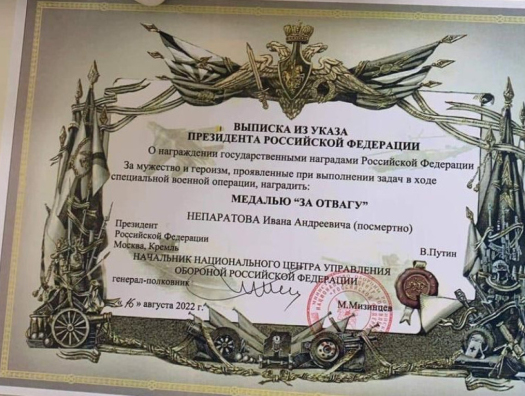 ВЫПИСКА ИЗ УКАЗА
ПРЕЗИДЕНТА РОССИЙСКОЙ ФЕДЕРАЦИИ
О награждении государственными наградами Российской Федерации
За мужество и героизм, проявленные при выполнении задач в ходе
специальной военной операции, наградить:
МЕДАЛЬЮ "ЗА ОТВАГУ"
НЕПАРАТОВА Ивана Андреевича (посмертно)
Президент
Российской Федерации
Москва, Кремль
В.Путин
НАЧАЛЬНИК НАЦИОНАЛЬНОГО ЦЕНТРА УПРАВЛЕНИЯ
ОБОРОНОЙ РОССИЙСКОЙ ФЕДЕРАЦИИ
генерал-полковник
М.Мизинцев
» августа 2022 г.